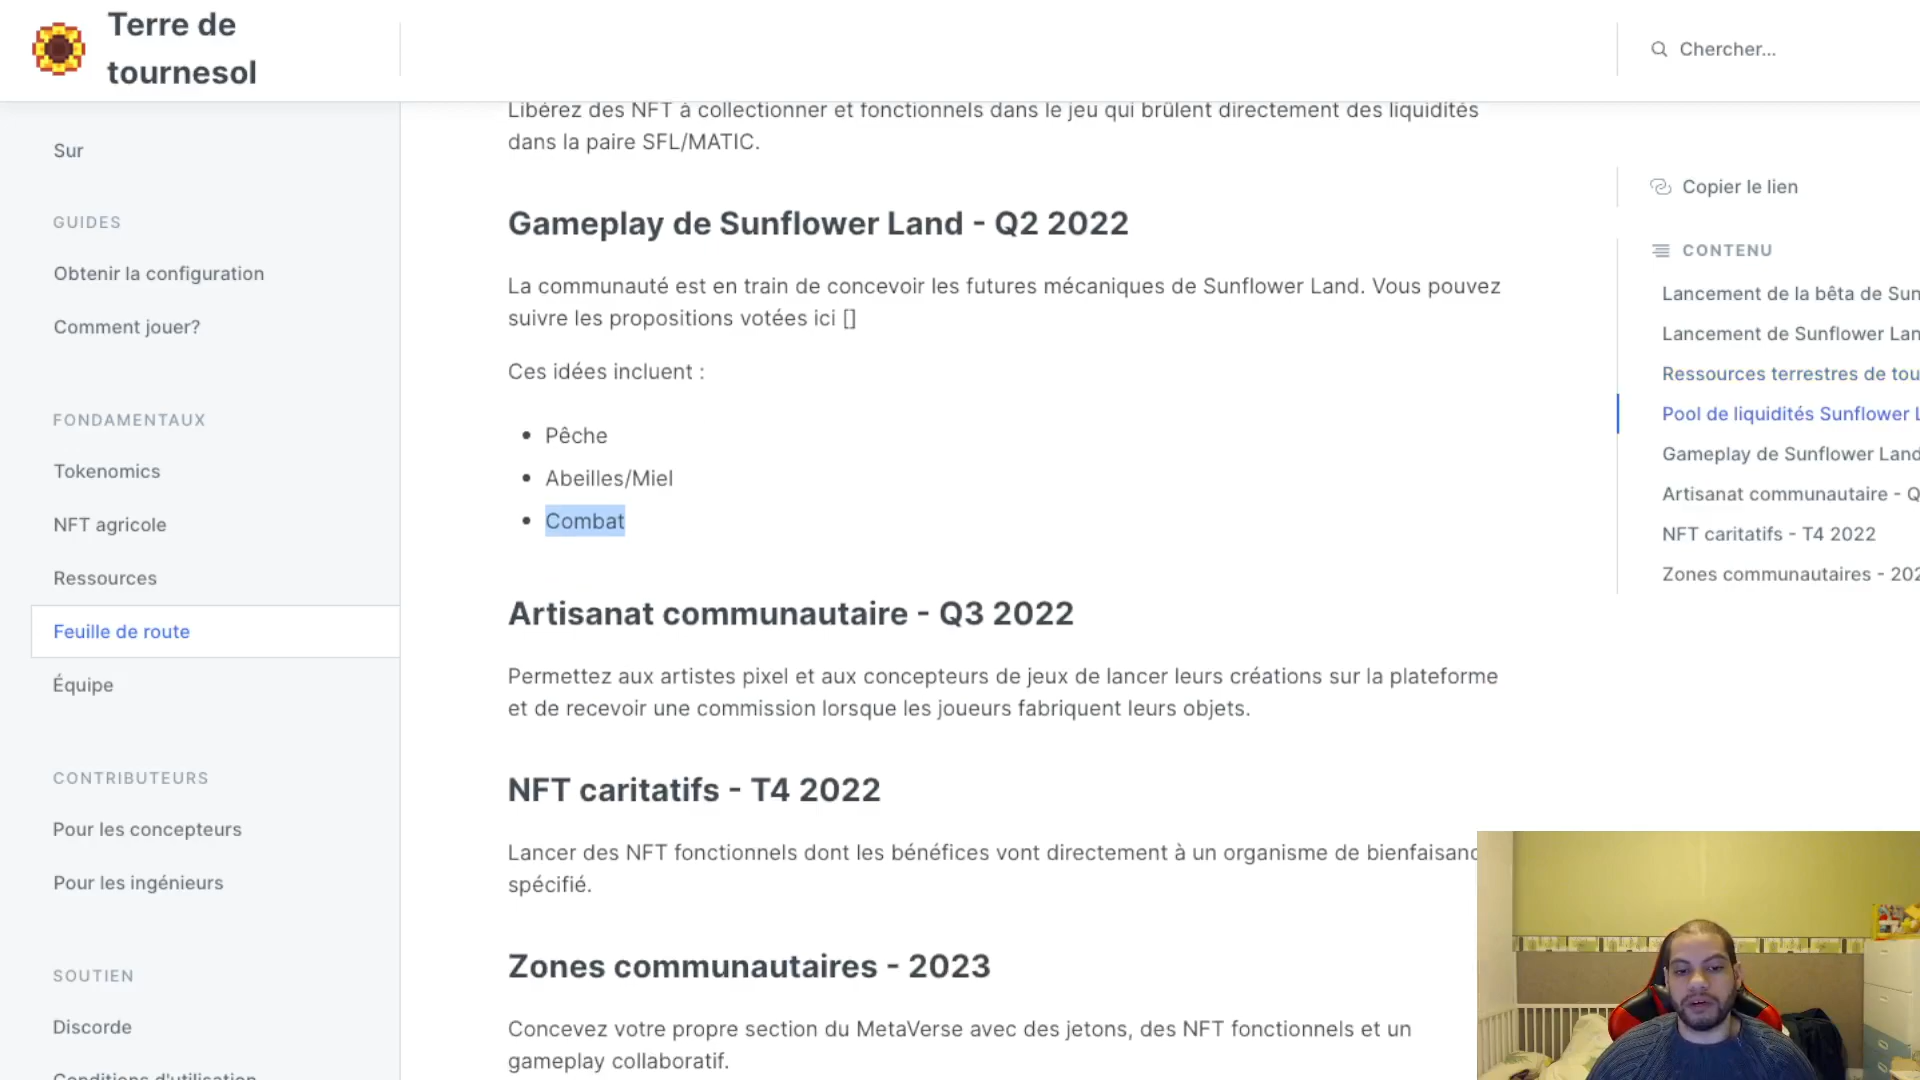 Terre de
tournesol
Chercher...
Sur
GUIDES
Obtenir la configuration
Comment jouer?
FONDAMENTAUX
Tokenomics
NFT agricole
Ressources
Feuille de route
Équipe
CONTRIBUTEURS
Pour les concepteurs
Pour les ingénieurs
SOUTIEN
Discorde
Conditions d'utilisation
Libérez des NFT à collectionner et fonctionnels dans le jeu qui brûlent directement des liquidités
dans la paire SFL/MATIC.
Gameplay de Sunflower Land - Q2 2022
La communauté est en train de concevoir les futures mécaniques de Sunflower Land. Vous pouvez
suivre les propositions votées ici []
Ces idées incluent :
Pêche
Abeilles/Miel
Combat
Artisanat communautaire - Q3 2022
Permettez aux artistes pixel et aux concepteurs de jeux de lancer leurs créations sur la plateforme
et de recevoir une commission lorsque les joueurs fabriquent leurs objets.
NFT caritatifs - T4 2022
Lancer des NFT fonctionnels dont les bénéfices vont directement à un organisme de bienfaisanc
spécifié.
Zones communautaires - 2023
Concevez votre propre section du MetaVerse avec des jetons, des NFT fonctionnels et un
gameplay collaboratif.
Copier le lien
CONTENU
Lancement de la bêta de Sun
Lancement de Sunflower Lan
Ressources terrestres de tou
Pool de liquidités Sunflower L
Gameplay de Sunflower Land
Artisanat communautaire - Q
NFT caritatifs - T4 2022
Zones communautaires - 202